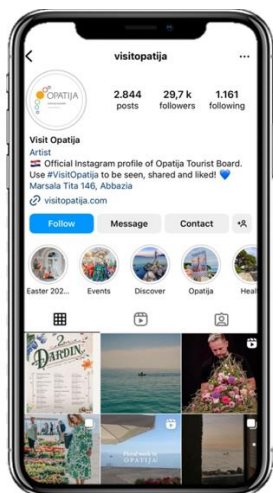 visitopatija
OPATIJA
2.844 29,7 k 1.161
posts followers following
Visit Opatija
Artist
🇭🇷 Official Instagram profile of Opatija Tourist Board.
Use #VisitOpatija to be seen, shared and liked! 💙
Marsala Tita 146, Abbazia
visitopatija.com
Follow Message Contact
Easter 202... Events Discover Opatija Heal
DARDIN
OPATIJA